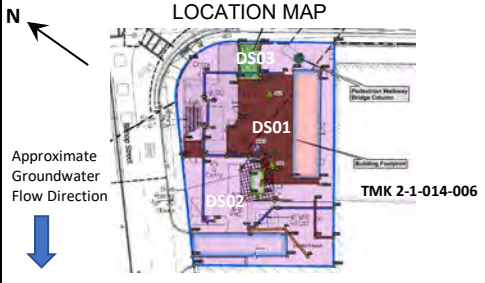 LOCATION MAP
N
DS03
Pedestrian Walkway
Bridge Column
DS01
Building Footprint
Approximate
Groundwater
Flow Direction
TMK 2-1-014-006
DS02